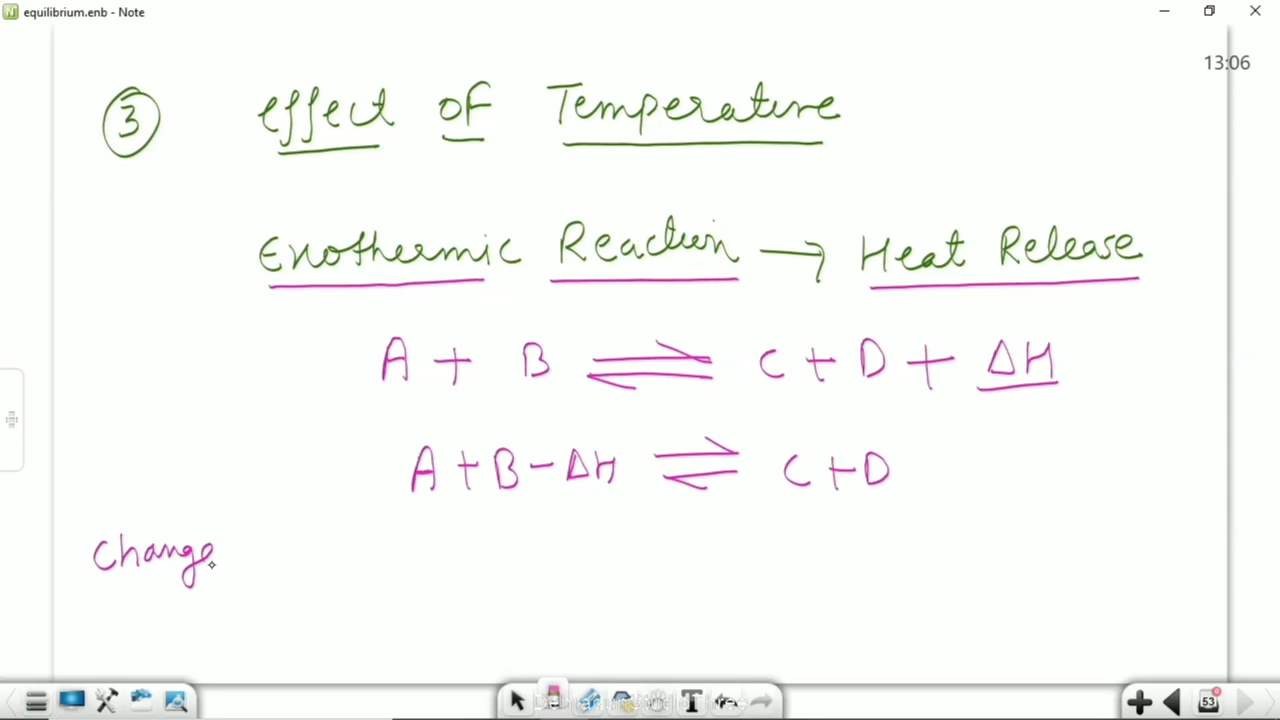 equilibrium.enb - Note
13:06
③ Effect of Temperature
Exothermic Reaction → Heat Release
A + B ⇌ C + D + ΔH
A + B - ΔH ⇌ C + D
Change
T
53